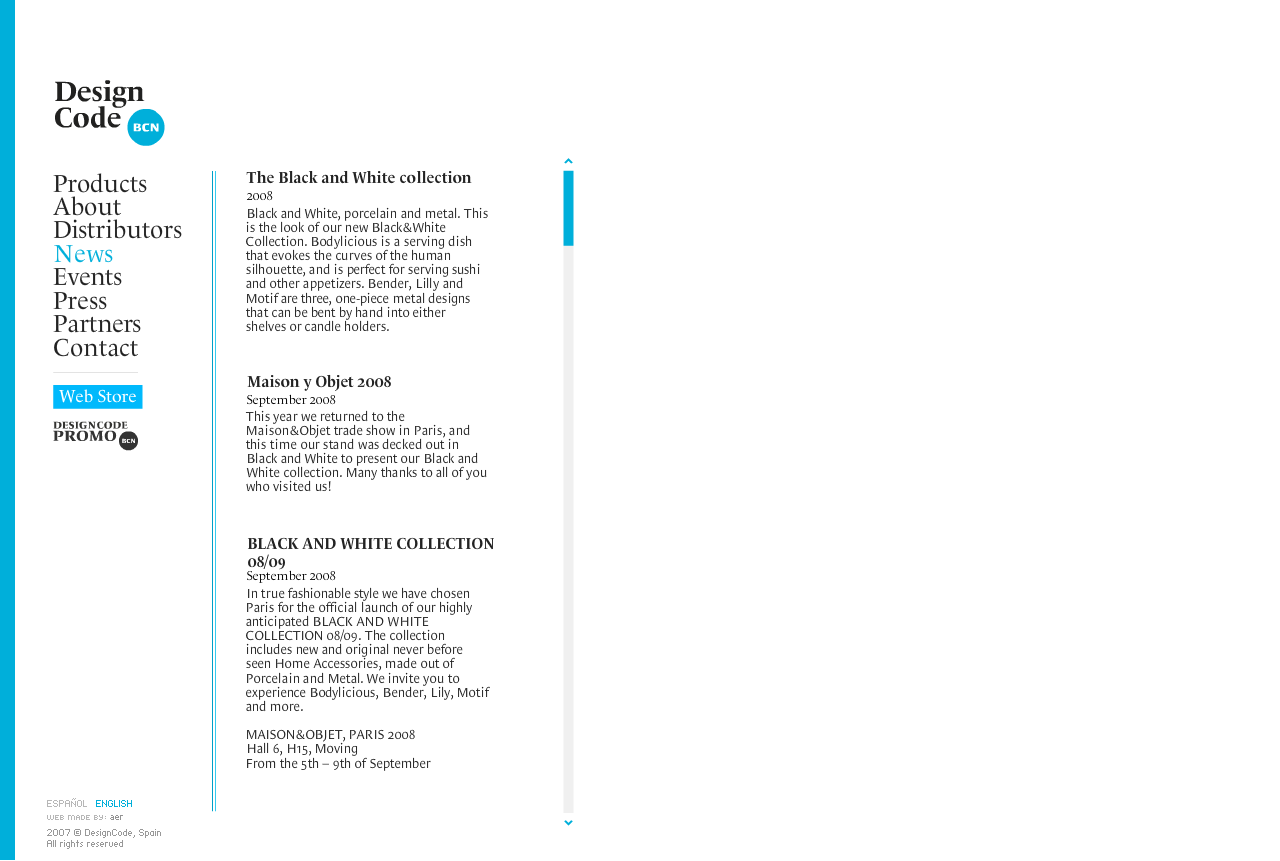 Design
Code
BCN
Products
About
Distributors
News
Events
Press
Partners
Contact
Web Store
DESIGNCODE
PROMO BCN
The Black and White collection
2008
Black and White, porcelain and metal. This
is the look of our new Black&White
Collection. Bodylicious is a serving dish
that evokes the curves of the human
silhouette, and is perfect for serving sushi
and other appetizers. Bender, Lilly and
Motif are three, one-piece metal designs
that can be bent by hand into either
shelves or candle holders.
Maison y Objet 2008
September 2008
This year we returned to the
Maison&Objet trade show in Paris, and
this time our stand was decked out in
Black and White to present our Black and
White collection. Many thanks to all of you
who visited us!
BLACK AND WHITE COLLECTION
08/09
September 2008
In true fashionable style we have chosen
Paris for the official launch of our highly
anticipated BLACK AND WHITE
COLLECTION 08/09. The collection
includes new and original never before
seen Home Accessories, made out of
Porcelain and Metal. We invite you to
experience Bodylicious, Bender, Lily, Motif
and more.
MAISON&OBJET, PARIS 2008
Hall 6, H15, Moving
From the 5th – 9th of September
ESPAÑOL ENGLISH
WEB MADE BY: aer
2007 © DesignCode, Spain
All rights reserved